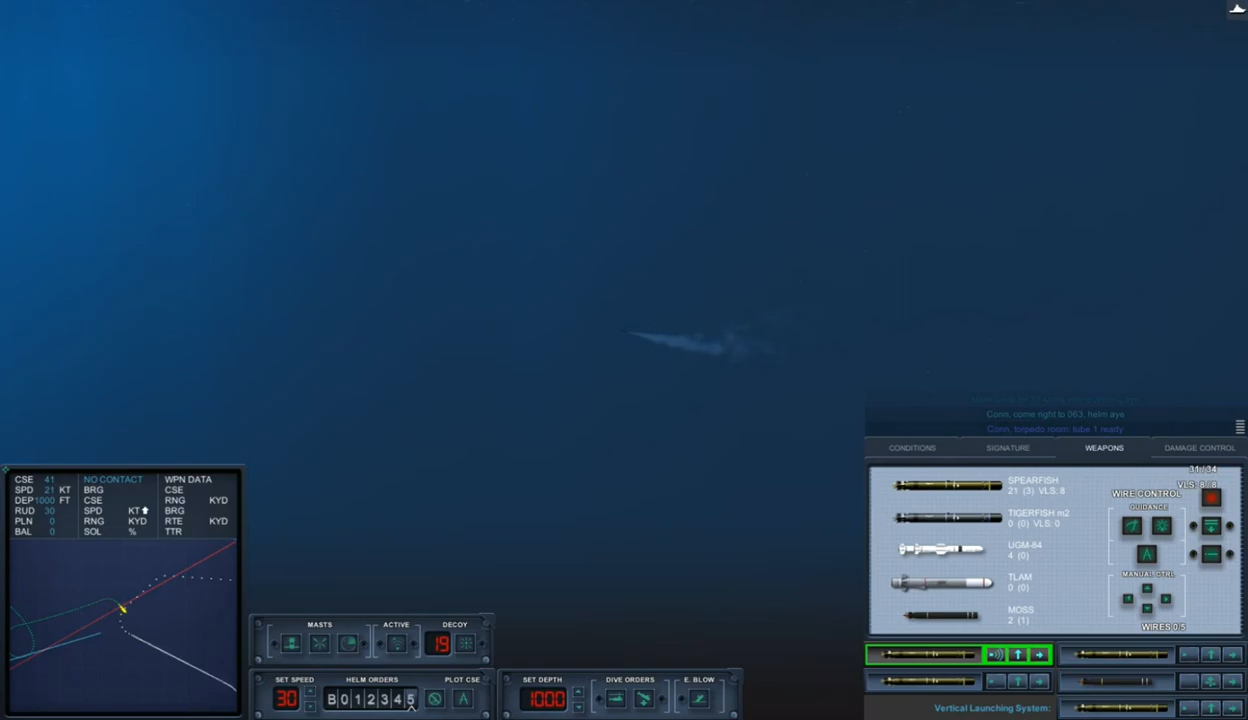 Conn, come right to 063, helm aye
Conn, torpedo room: tube 1 ready
CONDITIONS SIGNATURE WEAPONS DAMAGE CONTROL
31/34
SPEARFISH
21 (3) VLS: 8
VLS: 8/8
WIRE CONTROL
GUIDANCE
TIGERFISH m2
0 (0) VLS: 0
UGM-84
4 (0)
TLAM
0 (0)
MANUAL CTRL
MOSS
2 (1)
WIRES 0/5
Vertical Launching System:
CSE 41 NO CONTACT WPN DATA
SPD 21 KT BRG CSE
DEP 1000 FT CSE RNG KYD
RUD 30 SPD KT BRG
PLN 0 RNG KYD RTE KYD
BAL 0 SOL % TTR
MASTS ACTIVE DECOY
19
SET SPEED HELM ORDERS PLOT CSE
30 B 0 1 2 3 4 5
SET DEPTH DIVE ORDERS E. BLOW
1000